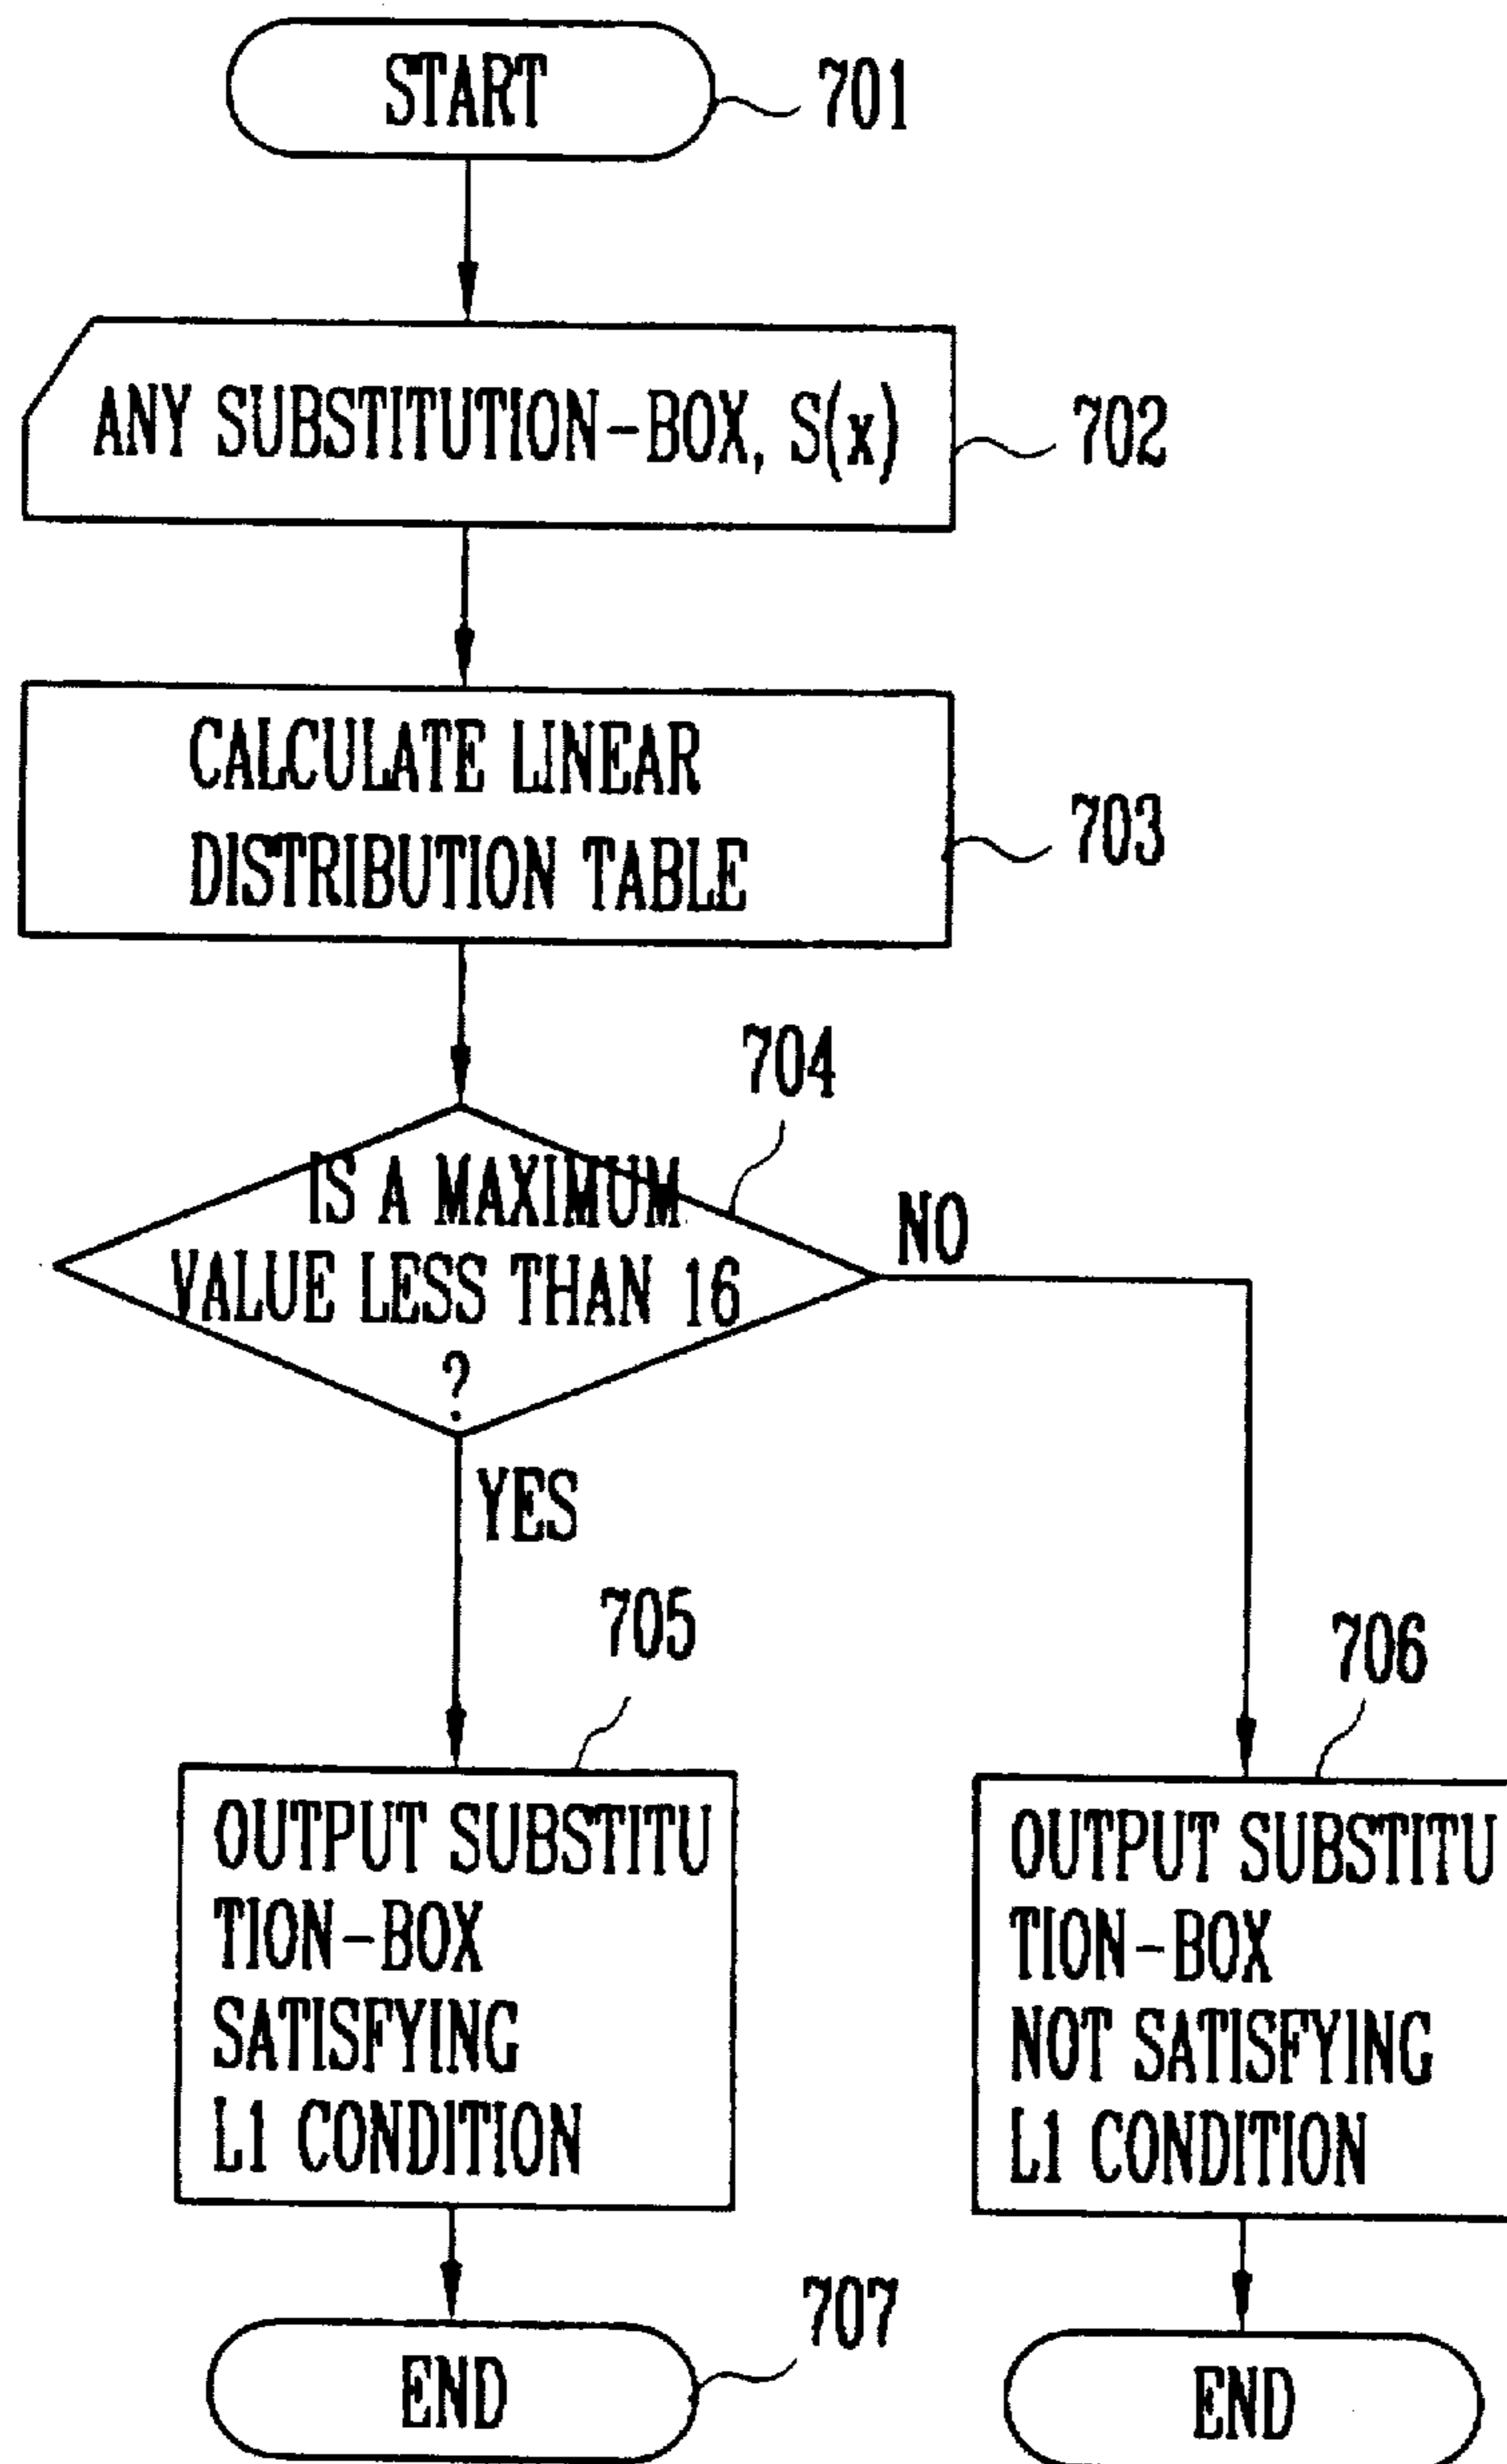 START
701
ANY SUBSTITUTION-BOX, S(x)
702
CALCULATE LINEAR
DISTRIBUTION TABLE
703
704
IS A MAXIMUM
VALUE LESS THAN 16
?
NO
YES
705
OUTPUT SUBSTITU
TION-BOX
SATISFYING
L1 CONDITION
706
OUTPUT SUBSTITU
TION-BOX
NOT SATISFYING
L1 CONDITION
707
END
END